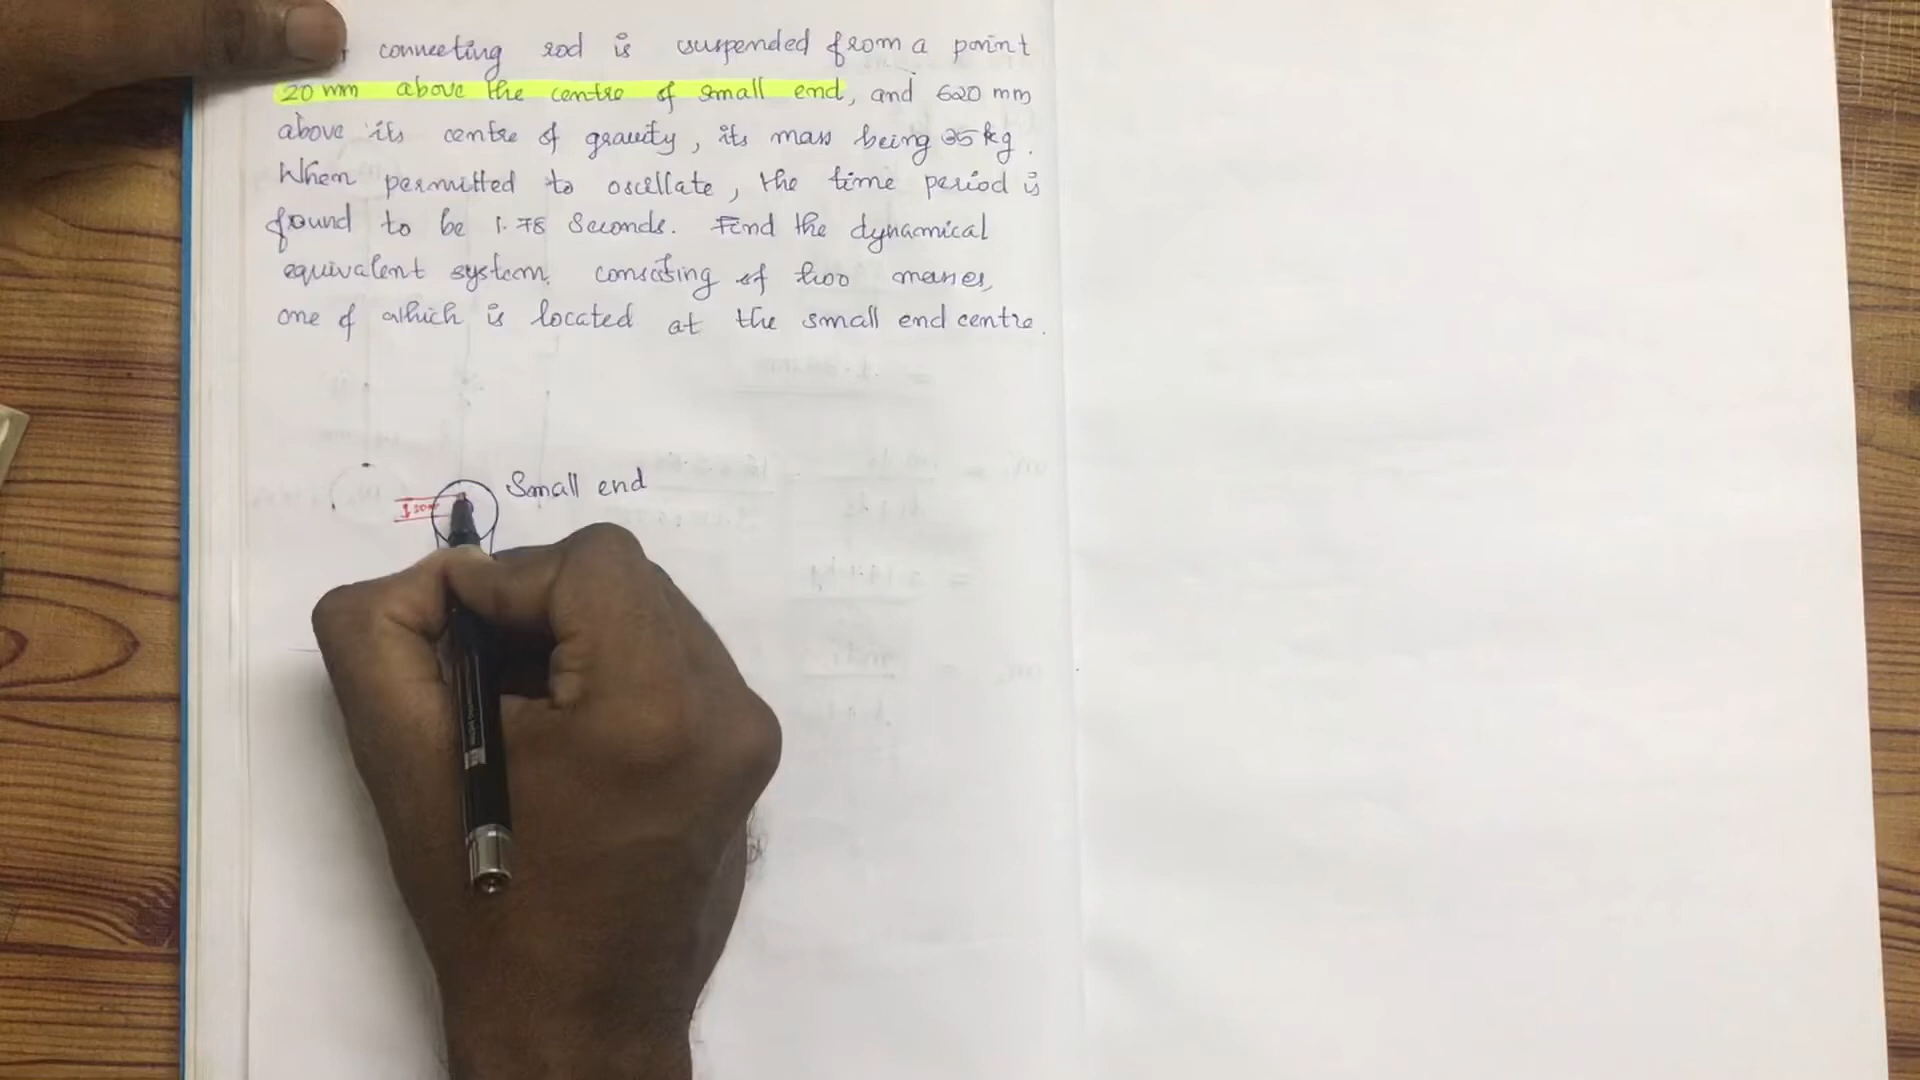 connecting rod is suspended from a point
20 mm above the centre of small end, and 620 mm
above its centre of gravity, its mass being 35 kg.
When permitted to oscillate, the time period is
found to be 1.78 Seconds. Find the dynamical
equivalent system consisting of two masses,
one of which is located at the small end centre.
Small end